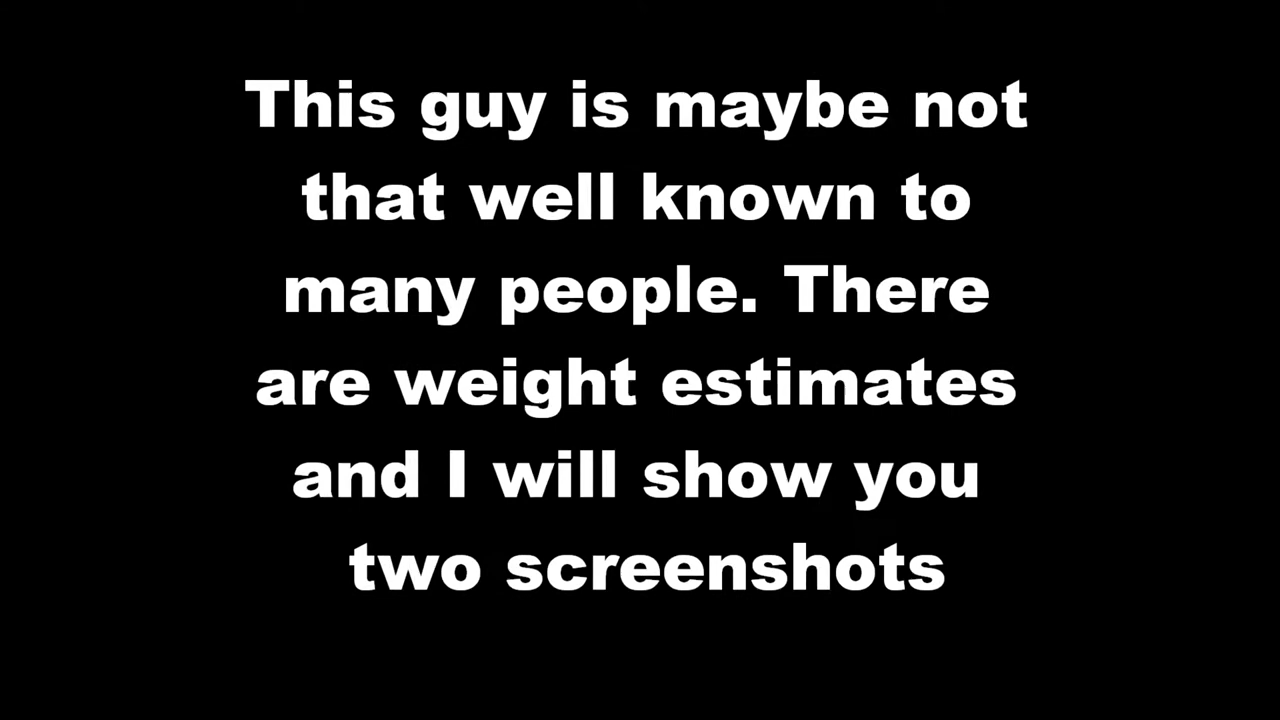 This guy is maybe not
that well known to
many people. There
are weight estimates
and I will show you
two screenshots